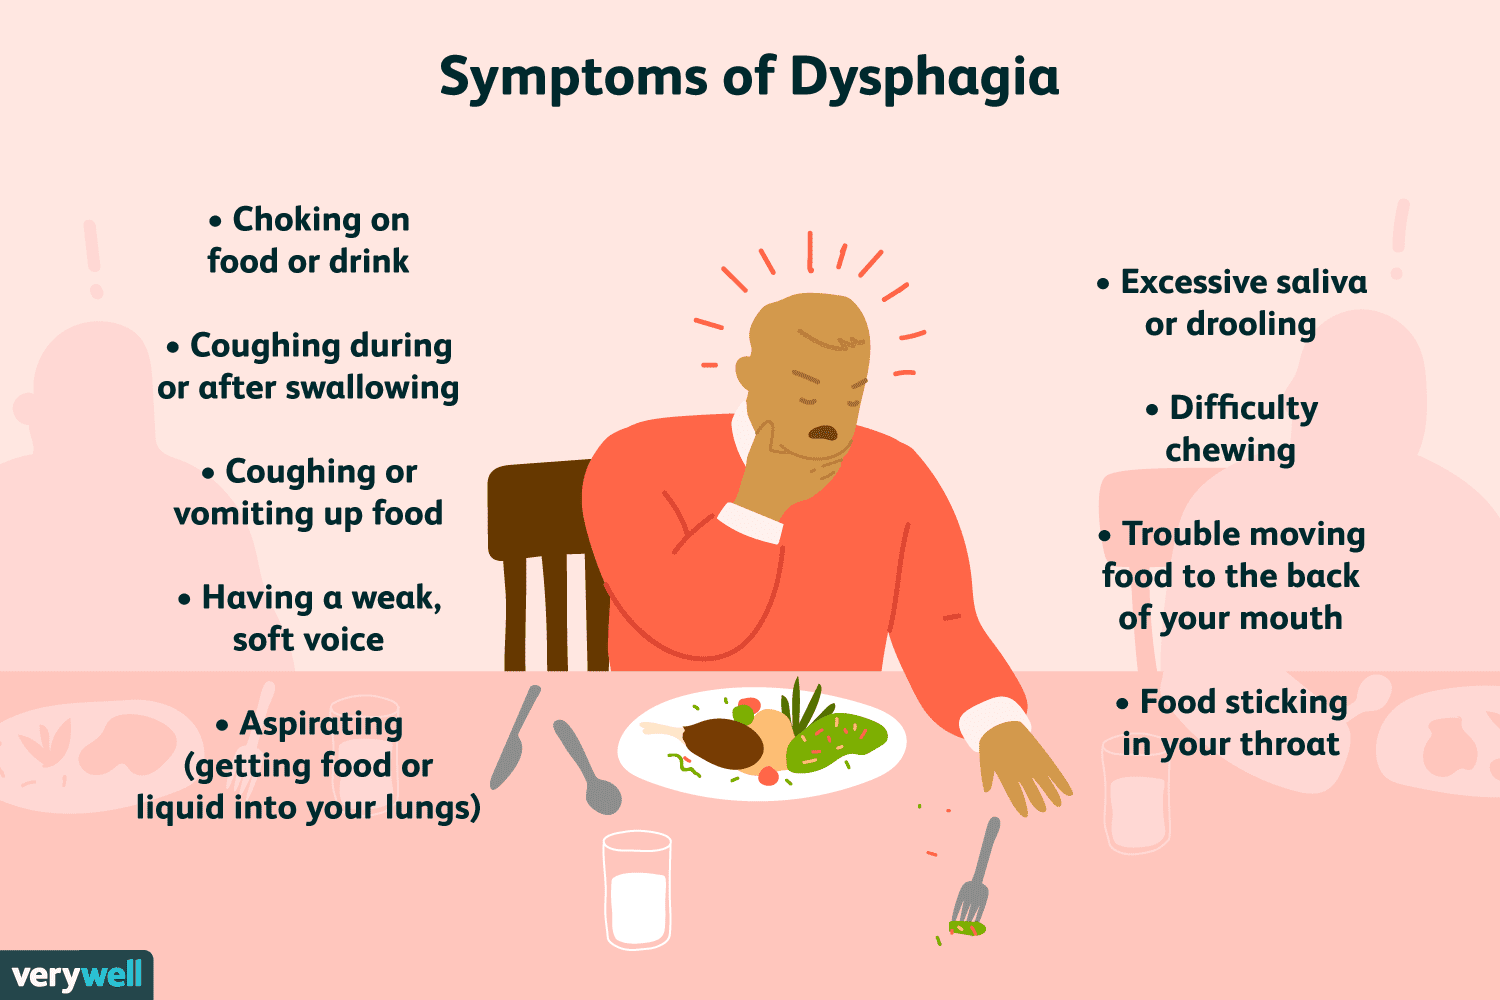 Symptoms of Dysphagia
• Choking on
food or drink
• Coughing during
or after swallowing
• Coughing or
vomiting up food
• Having a weak,
soft voice
• Aspirating
(getting food or
liquid into your lungs)
• Excessive saliva
or drooling
• Difficulty
chewing
• Trouble moving
food to the back
of your mouth
• Food sticking
in your throat
verywell